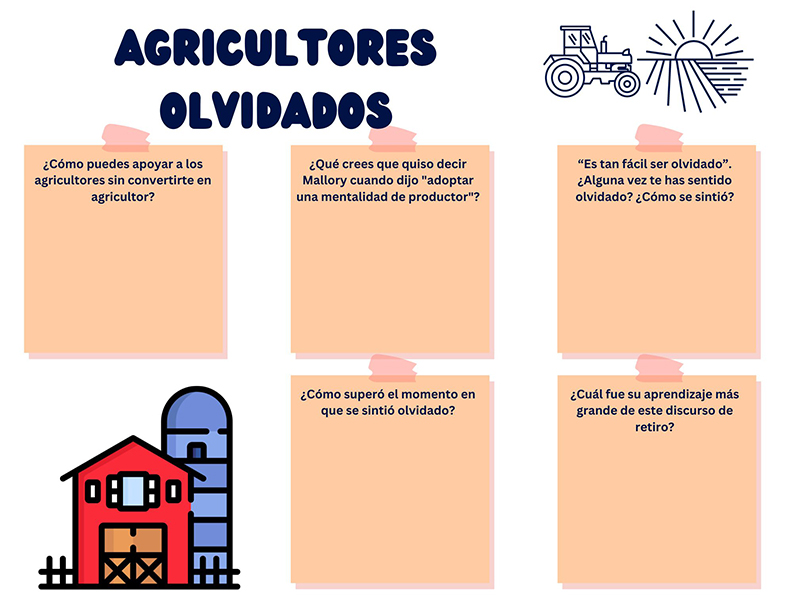 AGRICULTORES
OLVIDADOS
¿Cómo puedes apoyar a los
agricultores sin convertirte en
agricultor?
¿Qué crees que quiso decir
Mallory cuando dijo "adoptar
una mentalidad de productor"?
“Es tan fácil ser olvidado”.
¿Alguna vez te has sentido
olvidado? ¿Cómo se sintió?
¿Cómo superó el momento en
que se sintió olvidado?
¿Cuál fue su aprendizaje más
grande de este discurso de
retiro?